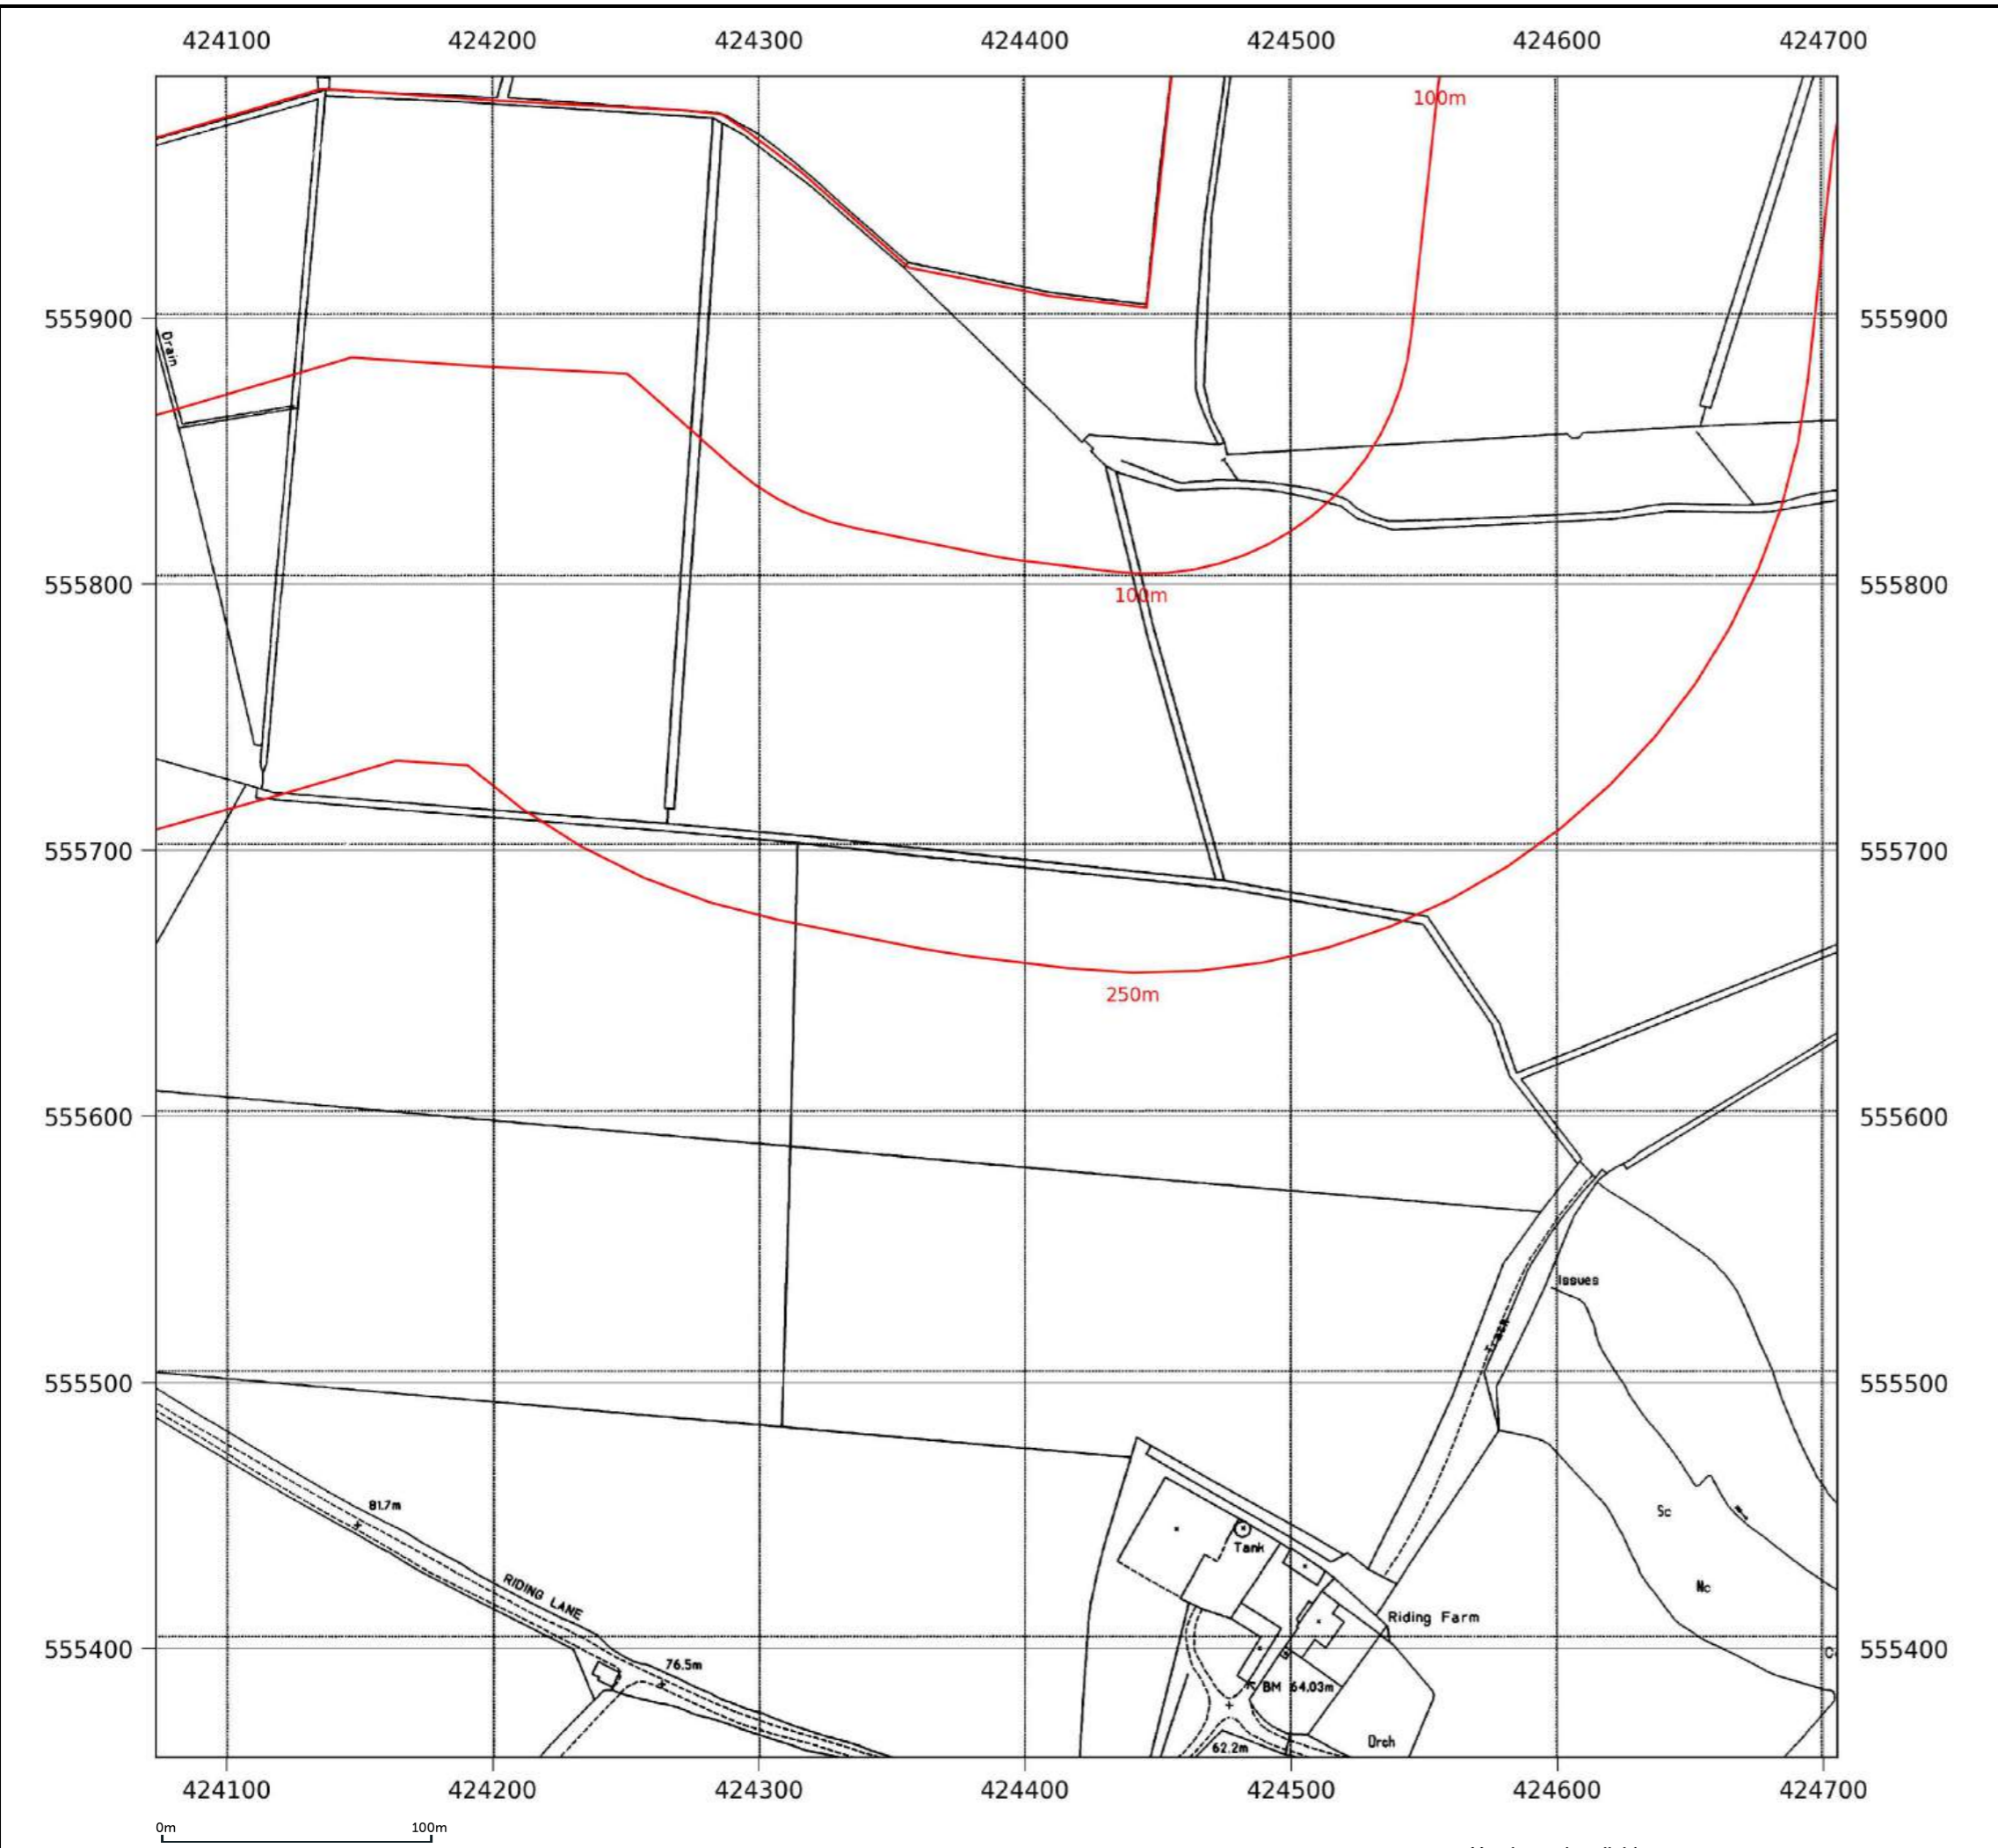 424100 424200 424300 424400 424500 424600 424700
100m
555900 555900
Drain
555800 555800
100m
555700 555700
250m
555600 555600
Issues
Track
555500 555500
81.7m
Sc
Tank
RIDING LANE
Nc
Riding Farm
555400 555400
76.5m
BM 64.03m
Orch
62.2m
424100 424200 424300 424400 424500 424600 424700
0m 100m